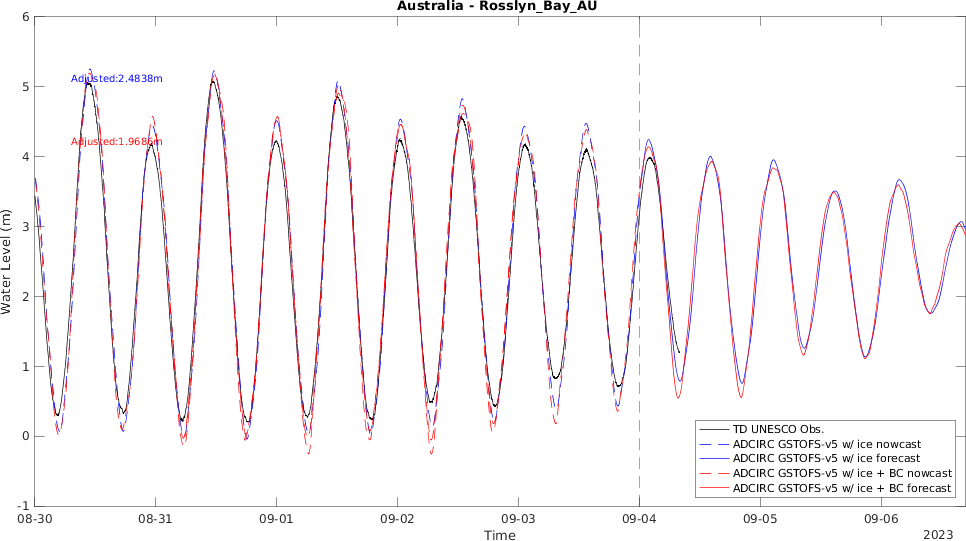 Australia - Rosslyn_Bay_AU
Water Level (m)
6
5
4
3
2
1
0
-1
Adjusted:2.4838m
Adjusted:1.9686m
TD UNESCO Obs.
ADCIRC GSTOFS-v5 w/ ice nowcast
ADCIRC GSTOFS-v5 w/ ice forecast
ADCIRC GSTOFS-v5 w/ ice + BC nowcast
ADCIRC GSTOFS-v5 w/ ice + BC forecast
08-30
08-31
09-01
09-02
09-03
09-04
09-05
09-06
Time
2023